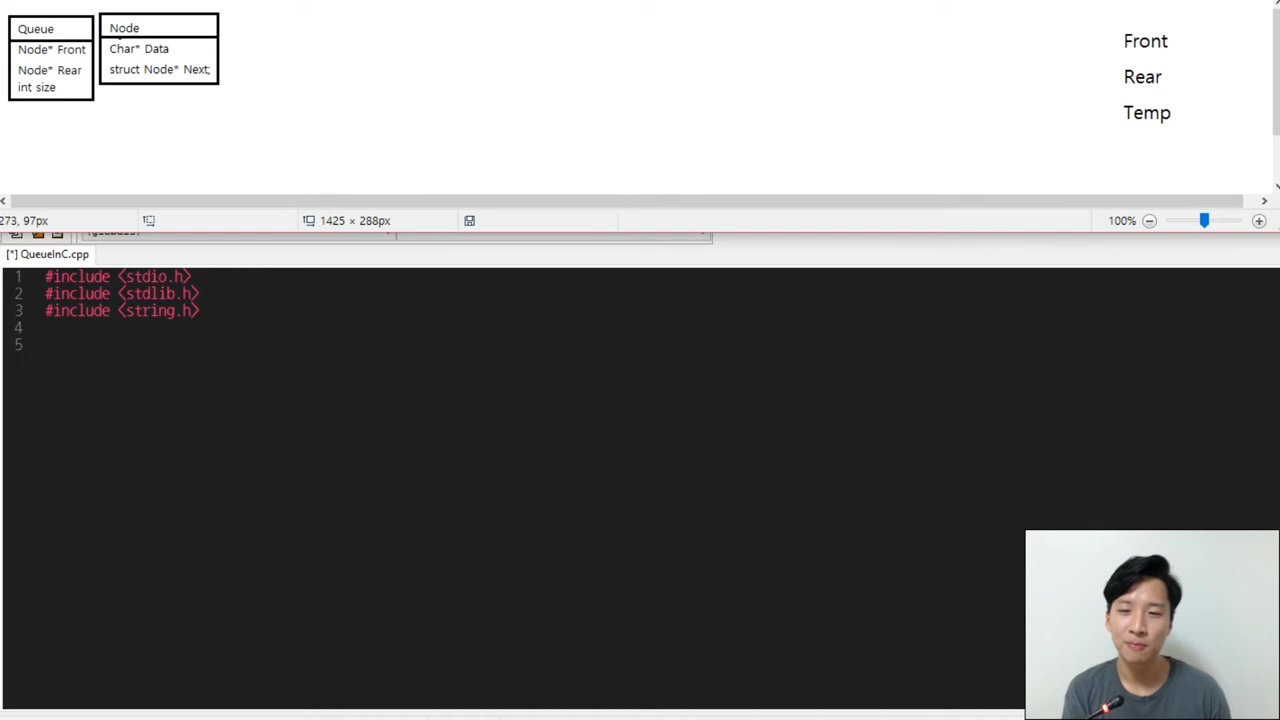 Queue
Node* Front
Node* Rear
int size
Node
Char* Data
struct Node* Next;
Front
Rear
Temp
273, 97px
1425 × 288px
100%
[*] QueueInC.cpp
1 #include <stdio.h>
2 #include <stdlib.h>
3 #include <string.h>
4
5